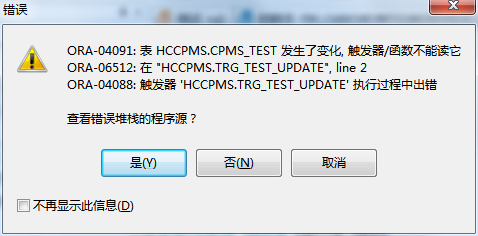 错误
ORA-04091: 表 HCCPMS.CPMS_TEST 发生了变化, 触发器/函数不能读它
ORA-06512: 在 "HCCPMS.TRG_TEST_UPDATE", line 2
ORA-04088: 触发器 'HCCPMS.TRG_TEST_UPDATE' 执行过程中出错
查看错误堆栈的程序源？
是(Y) 否(N) 取消
不再显示此信息(D)